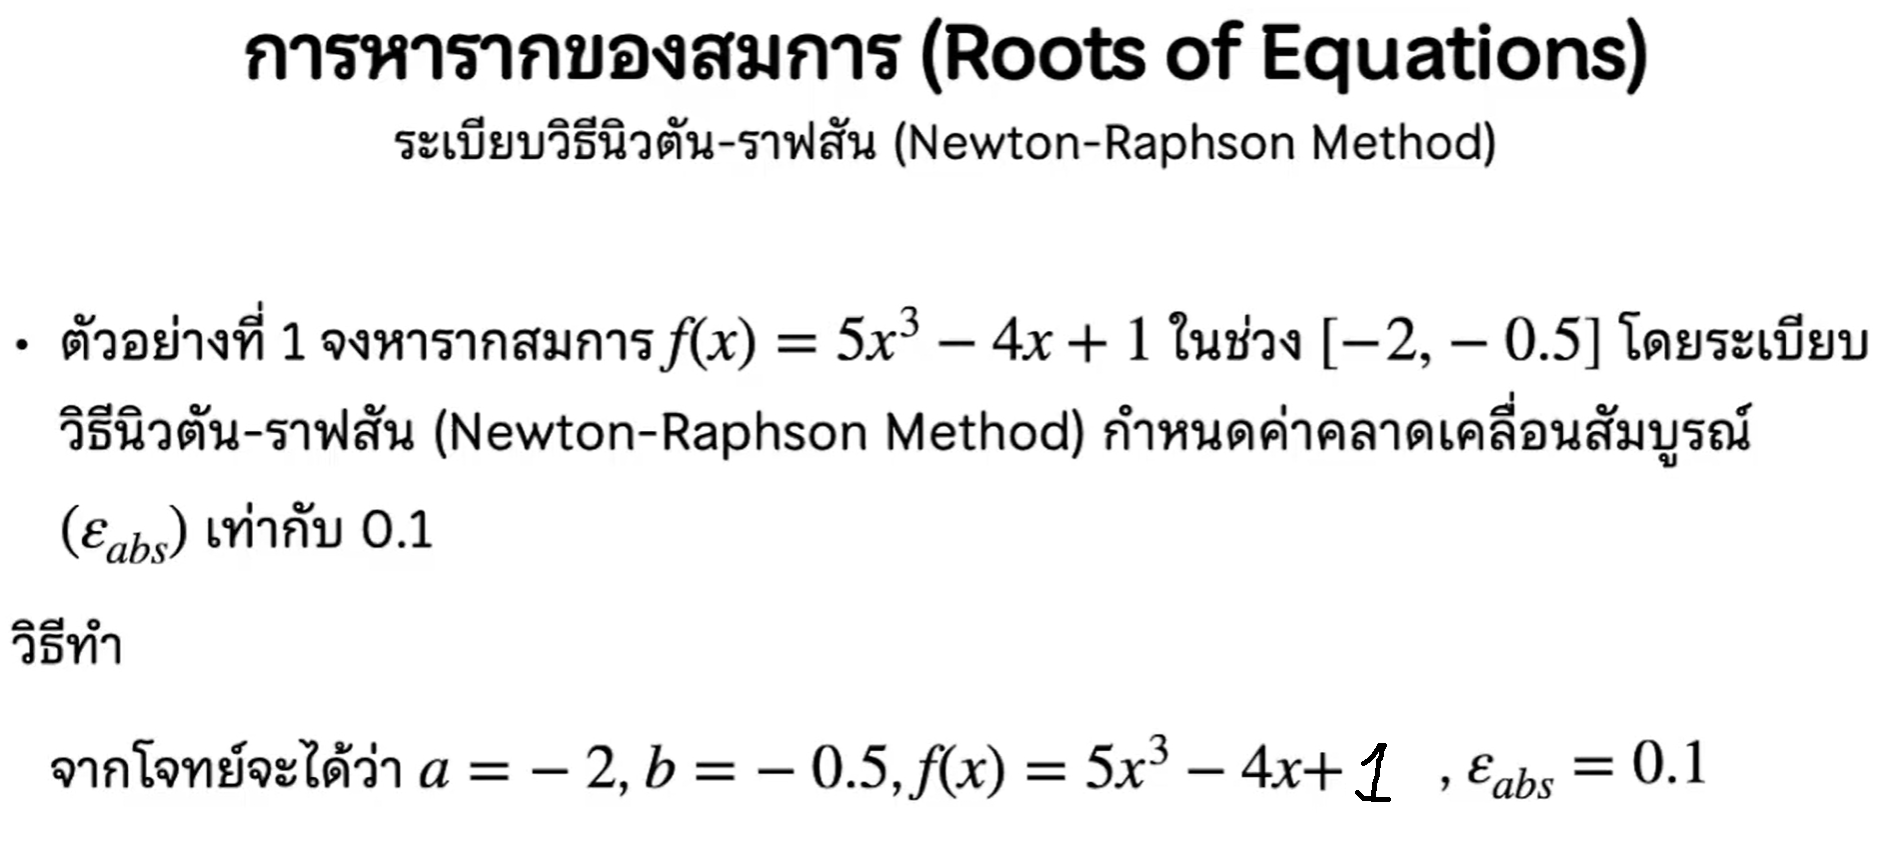 การหารากของสมการ (Roots of Equations)
ระเบียบวิธีนิวตัน-ราฟสัน (Newton-Raphson Method)
• ตัวอย่างที่ 1 จงหารากสมการ f(x) = 5x³ − 4x + 1 ในช่วง [−2, − 0.5] โดยระเบียบ
วิธีนิวตัน-ราฟสัน (Newton-Raphson Method) กำหนดค่าคลาดเคลื่อนสัมบูรณ์
(ε_abs) เท่ากับ 0.1
วิธีทำ
จากโจทย์จะได้ว่า a = − 2, b = − 0.5, f(x) = 5x³ − 4x+ 1 , ε_abs = 0.1